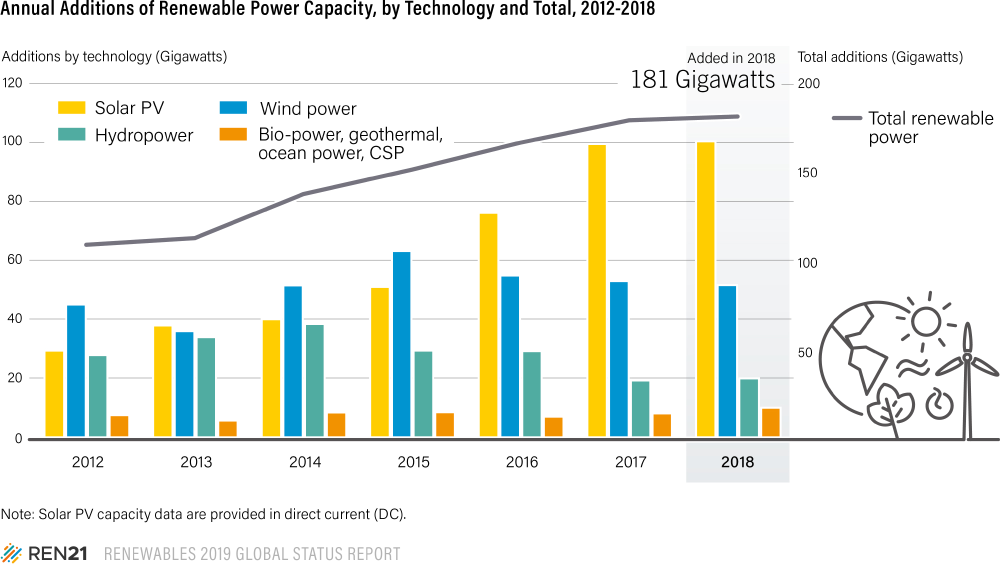 Annual Additions of Renewable Power Capacity, by Technology and Total, 2012-2018
Additions by technology (Gigawatts)
Added in 2018
181 Gigawatts
Total additions (Gigawatts)
120
100
80
60
40
20
0
Solar PV
Wind power
Hydropower
Bio-power, geothermal,
ocean power, CSP
200
150
100
50
Total renewable
power
2012
2013
2014
2015
2016
2017
2018
Note: Solar PV capacity data are provided in direct current (DC).
REN21 RENEWABLES 2019 GLOBAL STATUS REPORT